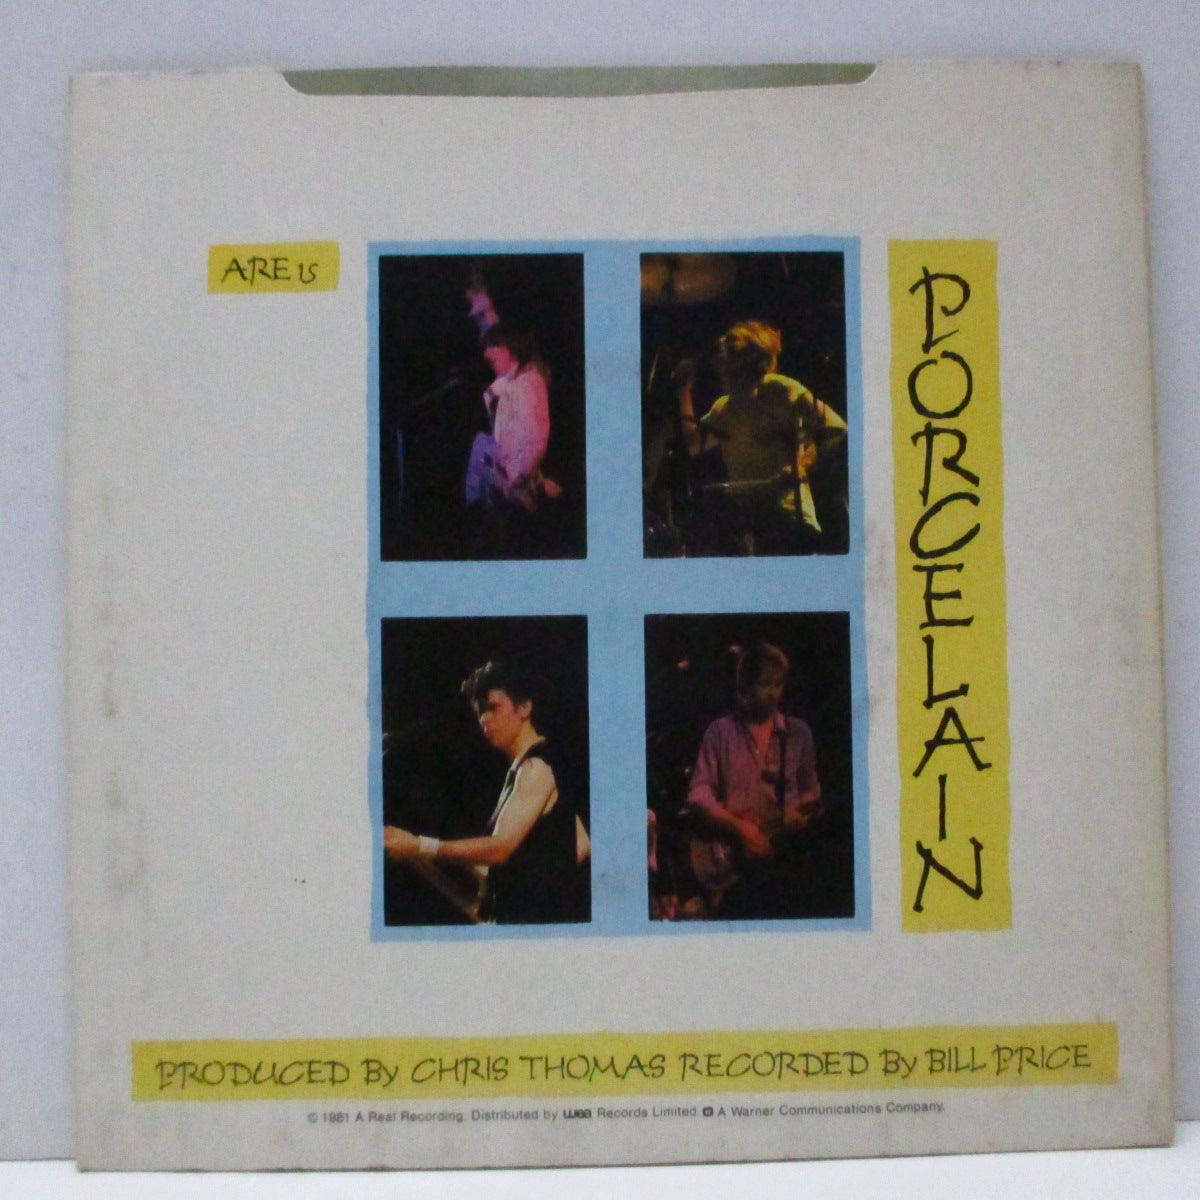 ARE IS
PORCELAIN
PRODUCED By CHRIS THOMAS RECORDED By BILL PRICE
© 1981 A Real Recording. Distributed by wea Records Limited. A Warner Communications Company.